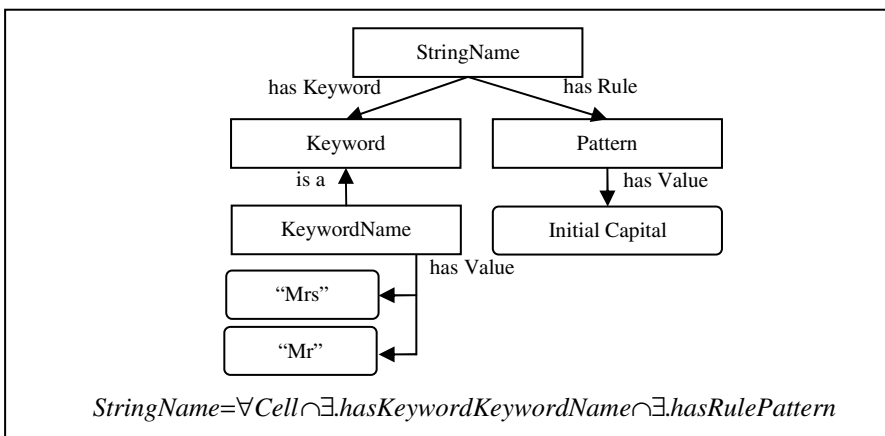 StringName
has Keyword
has Rule
Keyword
Pattern
is a
has Value
KeywordName
Initial Capital
has Value
“Mrs”
“Mr”
StringName=∀Cell∩∃.hasKeywordKeywordName∩∃.hasRulePattern